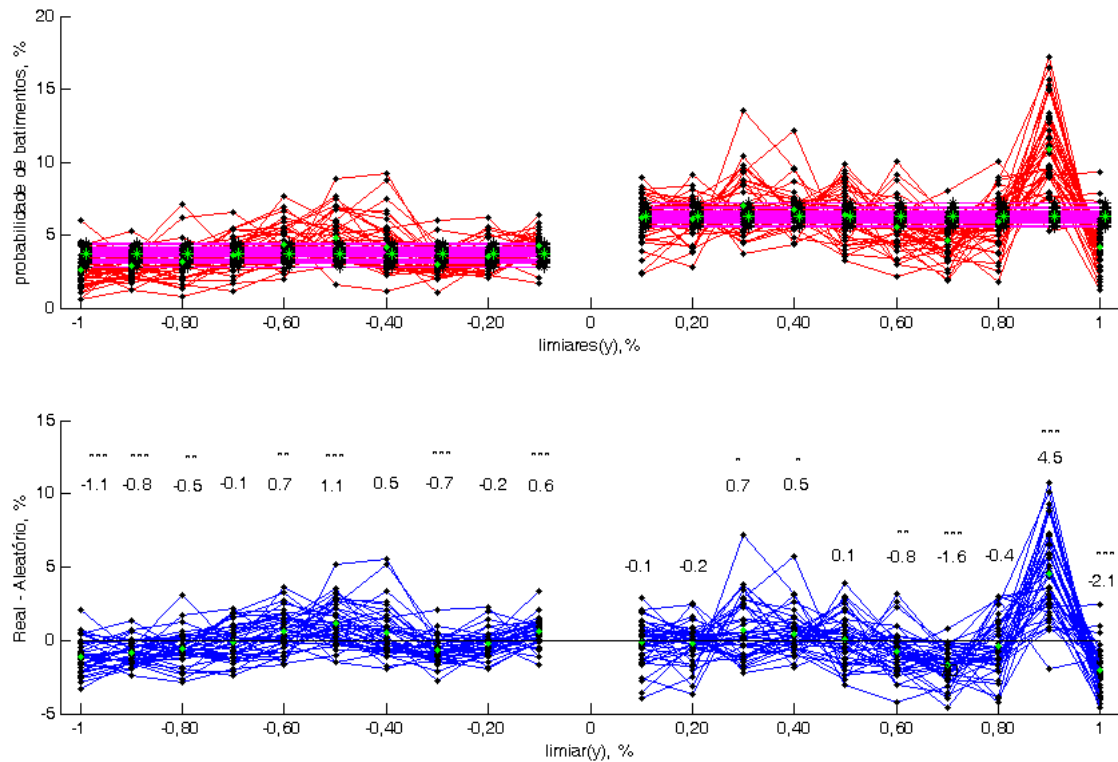 20
15
10
5
0
probabilidade de batimentos, %
-1 -0,80 -0,60 -0,40 -0,20 0 0,20 0,40 0,60 0,80 1
limiares(y),%
15
10
5
0
-5
Real - Aleatório, %
*** *** ** ** *** ** *** *** * * ** *** *** ***
-1.1 -0.8 -0.5 -0.1 0.7 1.1 0.5 -0.7 -0.2 0.6 -0.1 -0.2 0.7 0.5 0.1 -0.8 -1.6 -0.4 4.5 -2.1
-1 -0,80 -0,60 -0,40 -0,20 0 0,20 0,40 0,60 0,80 1
limiar(y), %